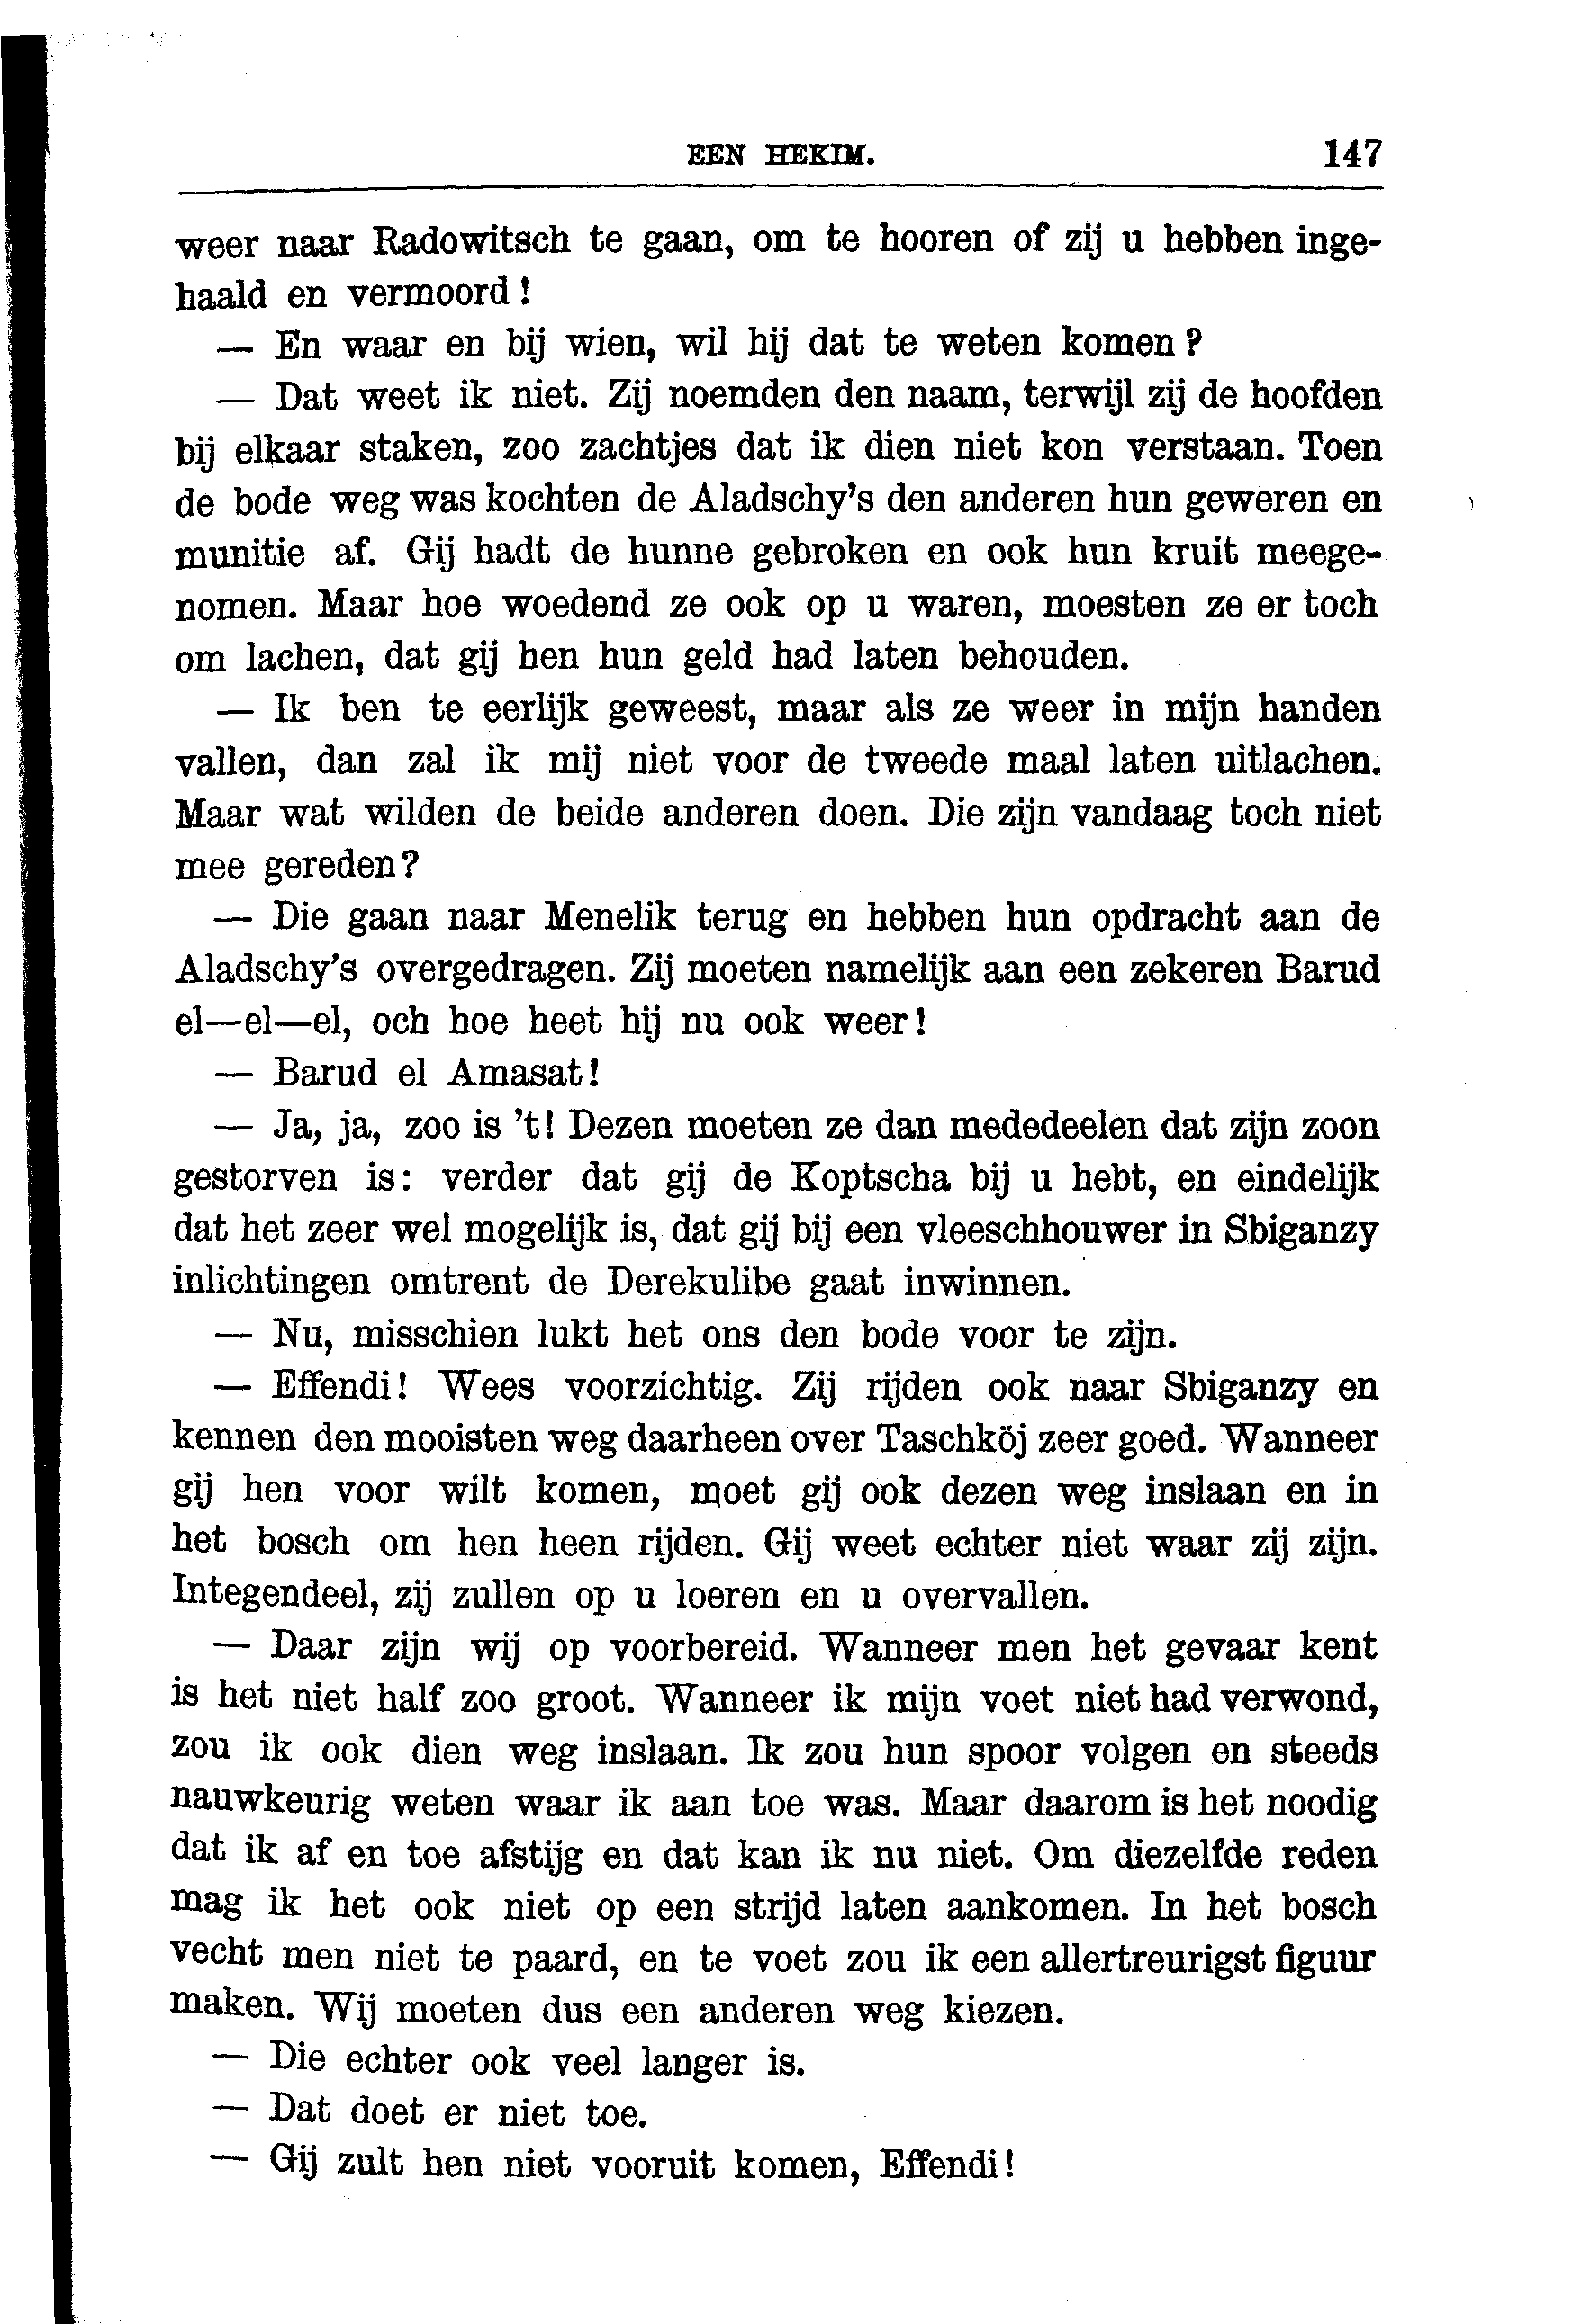 EEN HEKIM. 147
weer naar Radowitsch te gaan, om te hooren of zij u hebben inge-
haald en vermoord!
— En waar en bij wien, wil hij dat te weten komen?
— Dat weet ik niet. Zij noemden den naam, terwijl zij de hoofden
bij elkaar staken, zoo zachtjes dat ik dien niet kon verstaan. Toen
de bode weg was kochten de Aladschy's den anderen hun geweren en
munitie af. Gij hadt de hunne gebroken en ook hun kruit meege-
nomen. Maar hoe woedend ze ook op u waren, moesten ze er toch
om lachen, dat gij hen hun geld had laten behouden.
— Ik ben te eerlijk geweest, maar als ze weer in mijn handen
vallen, dan zal ik mij niet voor de tweede maal laten uitlachen.
Maar wat wilden de beide anderen doen. Die zijn vandaag toch niet
mee gereden?
— Die gaan naar Menelik terug en hebben hun opdracht aan de
Aladschy's overgedragen. Zij moeten namelijk aan een zekeren Barud
el—el—el, och hoe heet hij nu ook weer!
— Barud el Amasat!
— Ja, ja, zoo is 't! Dezen moeten ze dan mededeelen dat zijn zoon
gestorven is: verder dat gij de Koptscha bij u hebt, en eindelijk
dat het zeer wel mogelijk is, dat gij bij een vleeschhouwer in Sbiganzy
inlichtingen omtrent de Derekulibe gaat inwinnen.
— Nu, misschien lukt het ons den bode voor te zijn.
— Effendi! Wees voorzichtig. Zij rijden ook naar Sbiganzy en
kennen den mooisten weg daarheen over Taschköj zeer goed. Wanneer
gij hen voor wilt komen, moet gij ook dezen weg inslaan en in
het bosch om hen heen rijden. Gij weet echter niet waar zij zijn.
Integendeel, zij zullen op u loeren en u overvallen.
— Daar zijn wij op voorbereid. Wanneer men het gevaar kent
is het niet half zoo groot. Wanneer ik mijn voet niet had verwond,
zou ik ook dien weg inslaan. Ik zou hun spoor volgen en steeds
nauwkeurig weten waar ik aan toe was. Maar daarom is het noodig
dat ik af en toe afstijg en dat kan ik nu niet. Om diezelfde reden
mag ik het ook niet op een strijd laten aankomen. In het bosch
vecht men niet te paard, en te voet zou ik een allertreurigst figuur
maken. Wij moeten dus een anderen weg kiezen.
— Die echter ook veel langer is.
— Dat doet er niet toe.
— Gij zult hen niet vooruit komen, Effendi!